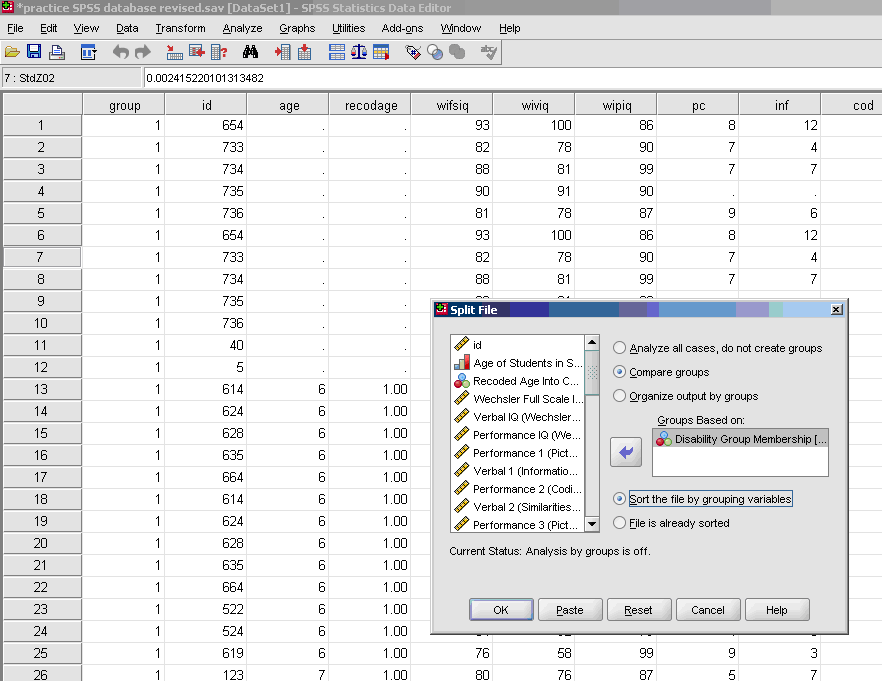 *practice SPSS database revised.sav [DataSet1] - SPSS Statistics Data Editor
File Edit View Data Transform Analyze Graphs Utilities Add-ons Window Help
7 : StdZ02 0.002415220101313482
group id age recodage wifsiq wiviq wipiq pc inf cod
1 1 654 . . 93 100 86 8 12
2 1 733 . . 82 78 90 7 4
3 1 734 . . 88 81 99 7 7
4 1 735 . . 90 91 90 . .
5 1 736 . . 81 78 87 9 6
6 1 654 . . 93 100 86 8 12
7 1 733 . . 82 78 90 7 4
8 1 734 . . 88 81 99 7 7
9 1 735 . .
10 1 736 . .
11 1 40 . .
12 1 5 . .
13 1 614 6 1.00
14 1 624 6 1.00
15 1 628 6 1.00
16 1 635 6 1.00
17 1 664 6 1.00
18 1 614 6 1.00
19 1 624 6 1.00
20 1 628 6 1.00
21 1 635 6 1.00
22 1 664 6 1.00
23 1 522 6 1.00
24 1 524 6 1.00
25 1 619 6 1.00 76 58 99 9 3
26 1 123 7 1.00 80 76 87 5 7
Split File
id
Age of Students in S...
Recoded Age Into C...
Wechsler Full Scale I...
Verbal IQ (Wechsler...
Performance IQ (We...
Performance 1 (Pict...
Verbal 1 (Informatio...
Performance 2 (Codi...
Verbal 2 (Similarities...
Performance 3 (Pict...
Analyze all cases, do not create groups
Compare groups
Organize output by groups
Groups Based on:
Disability Group Membership [...
Sort the file by grouping variables
File is already sorted
Current Status: Analysis by groups is off.
OK Paste Reset Cancel Help